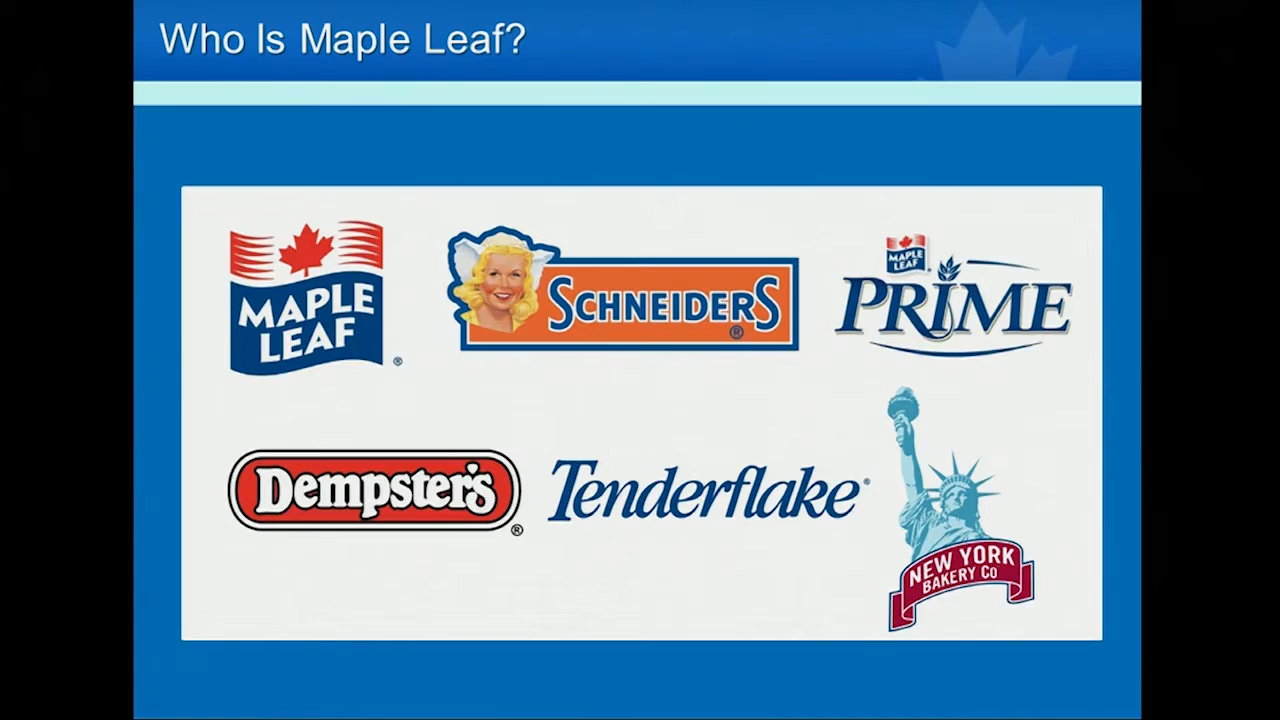 Who Is Maple Leaf?
MAPLE
LEAF
®
SCHNEIDERS
®
MAPLE
LEAF
PRIME
Dempster's
®
Tenderflake®
NEW YORK
BAKERY CO